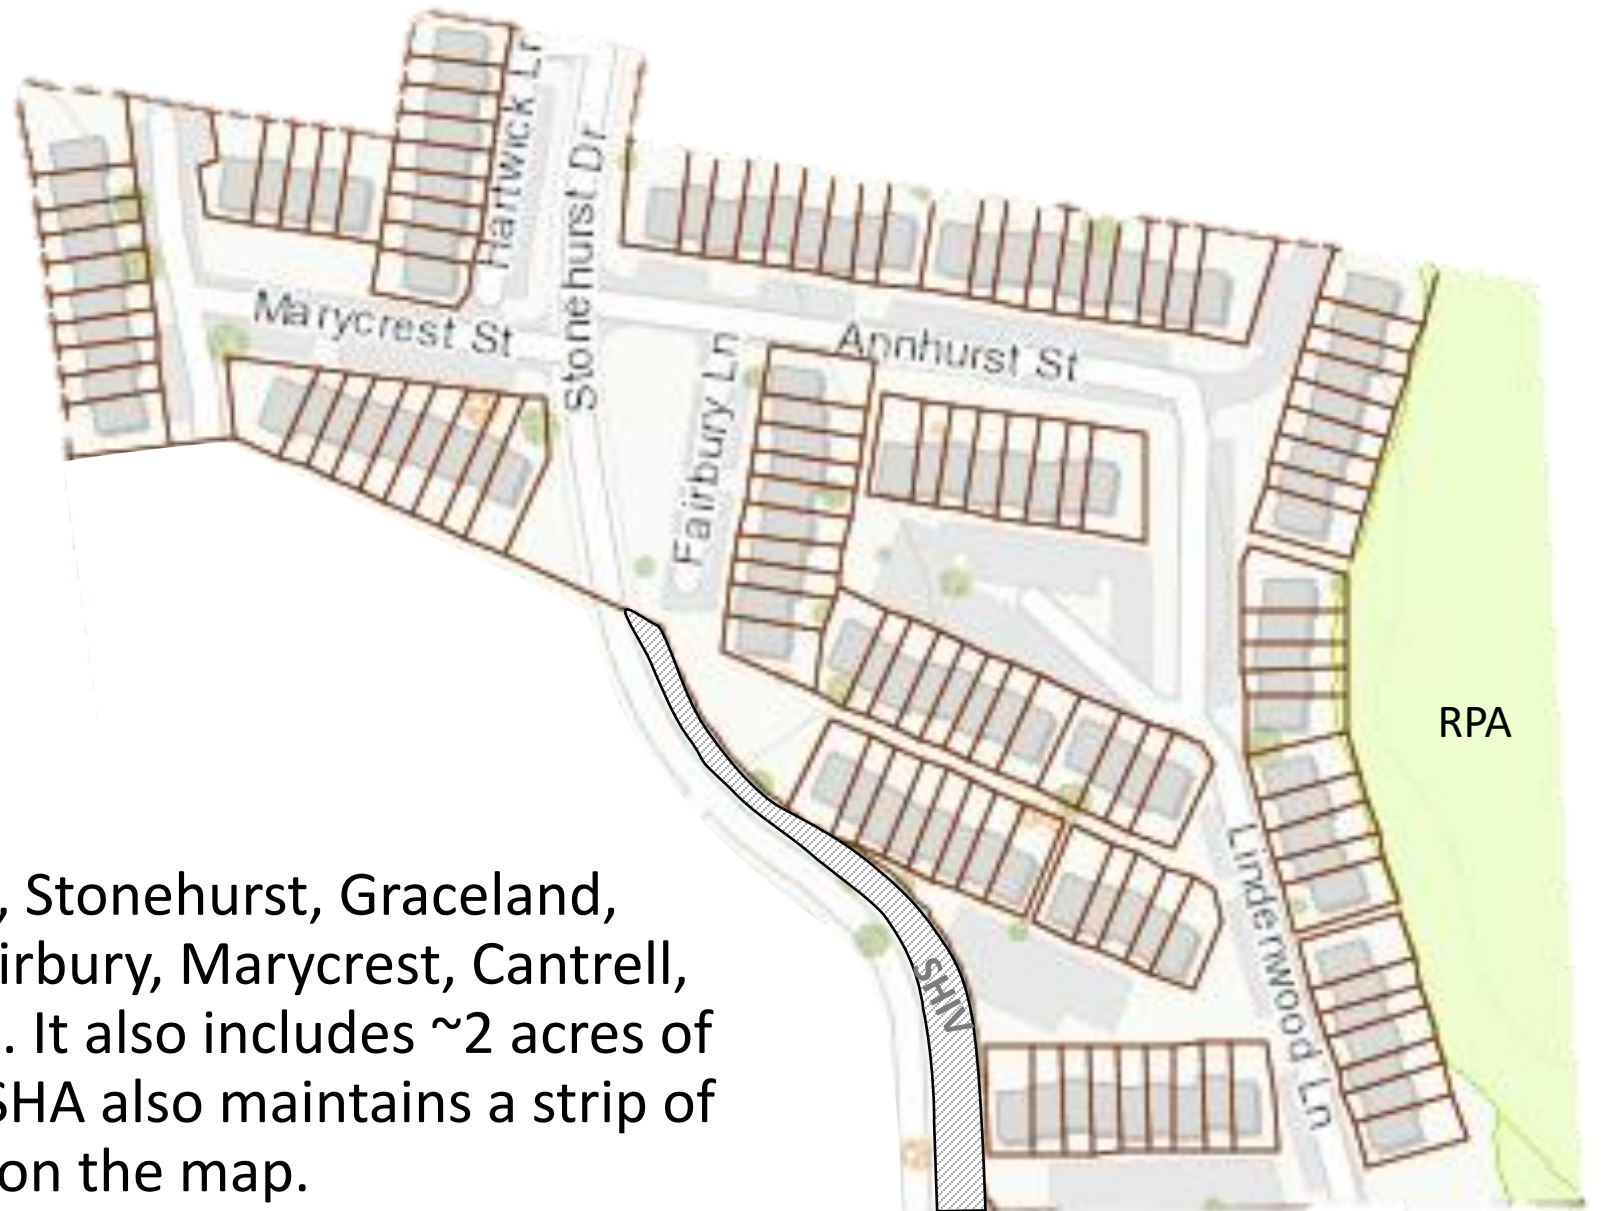 Hartwick Ln
Stonehurst Dr
Marycrest St
Annhurst St
Fairbury Ln
RPA
Lindenwood Ln
SHIV
, Stonehurst, Graceland,
irbury, Marycrest, Cantrell,
. It also includes ~2 acres of
SHA also maintains a strip of
on the map.